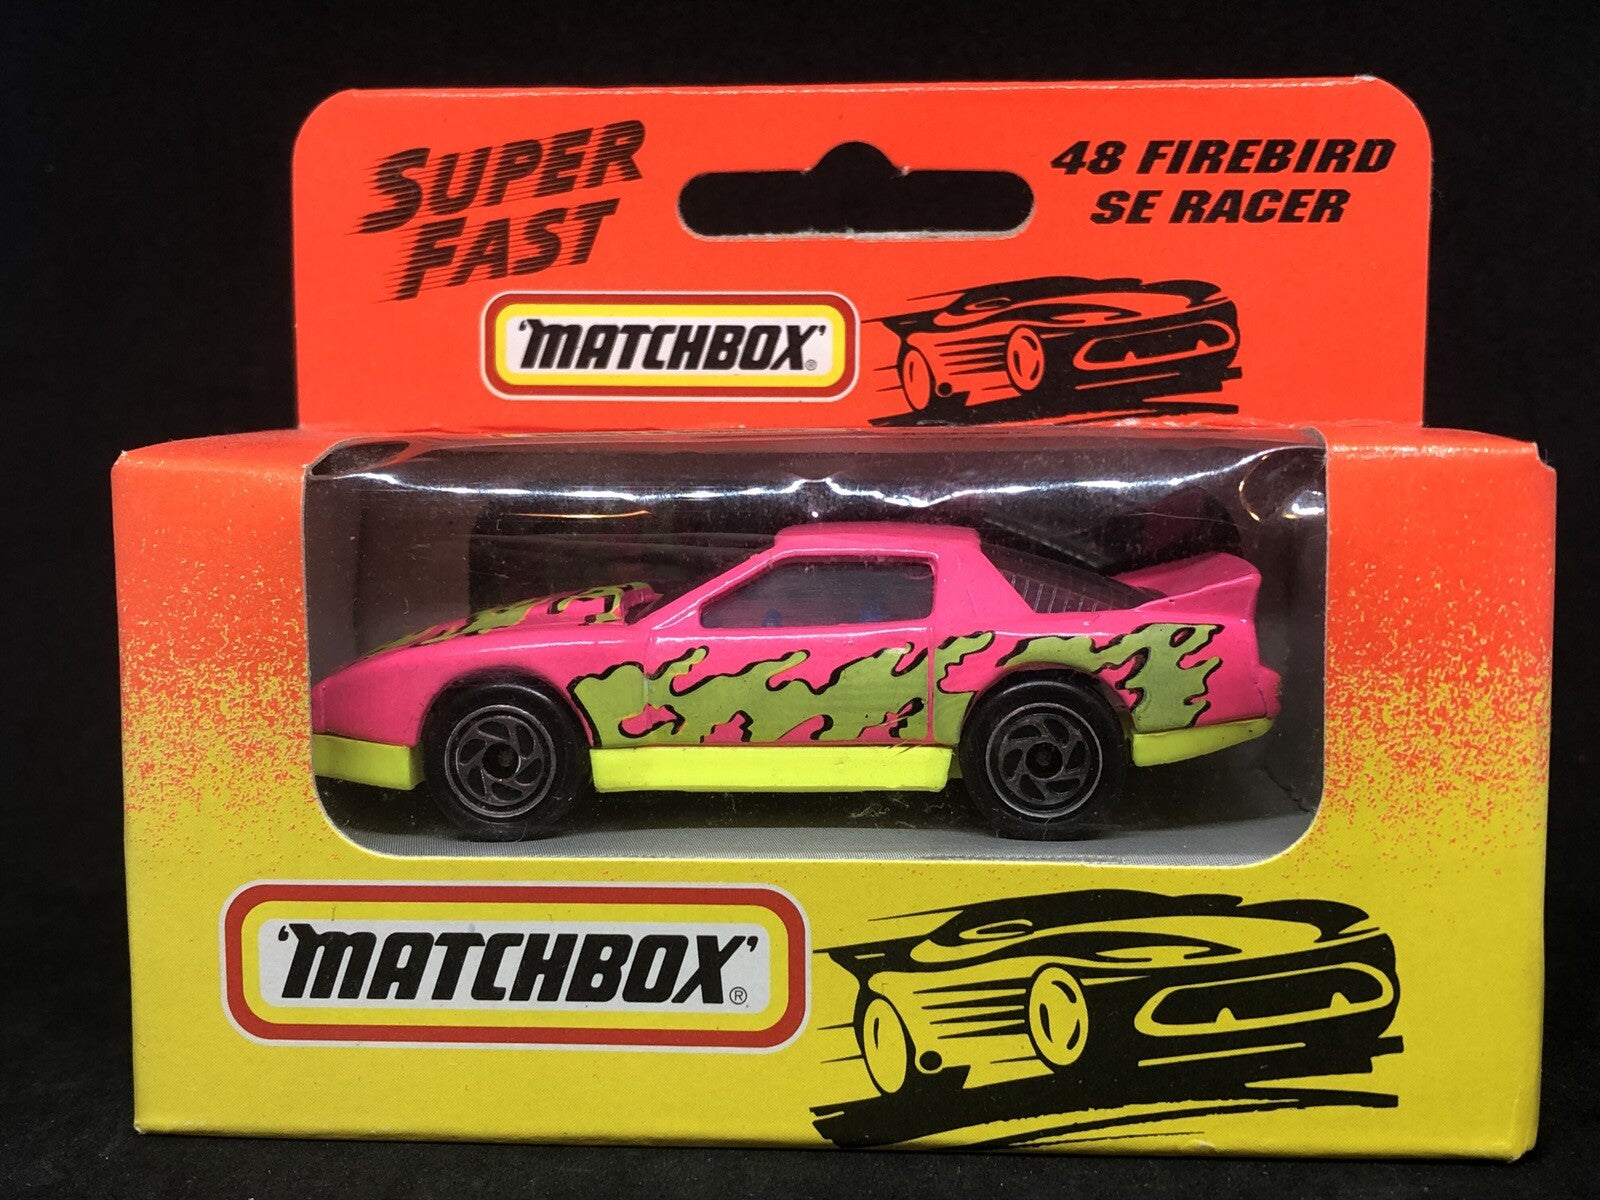 SUPER
FAST
48 FIREBIRD
SE RACER
'MATCHBOX'®
'MATCHBOX'®